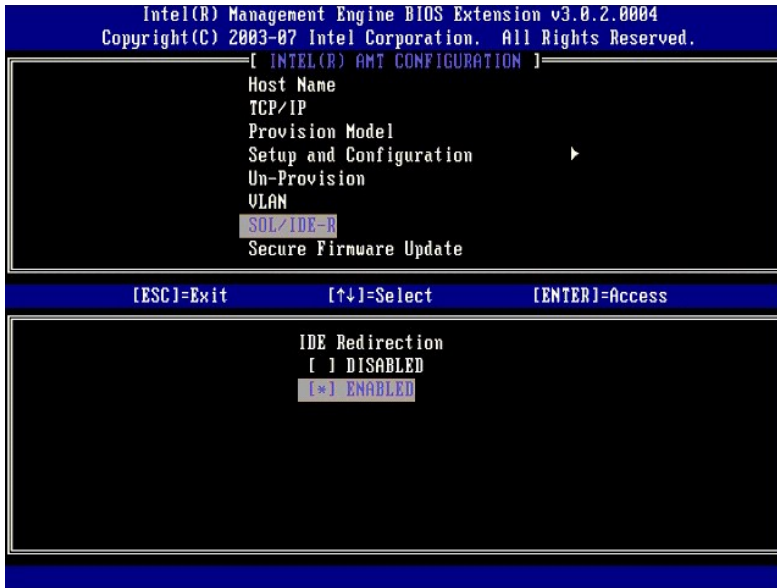 Intel(R) Management Engine BIOS Extension v3.0.2.0004
Copyright(C) 2003-07 Intel Corporation. All Rights Reserved.
[ INTEL(R) AMT CONFIGURATION ]
Host Name
TCP/IP
Provision Model
Setup and Configuration
Un-Provision
VLAN
SOL/IDE-R
Secure Firmware Update
[ESC]=Exit [↑↓]=Select [ENTER]=Access
IDE Redirection
[ ] DISABLED
[*] ENABLED